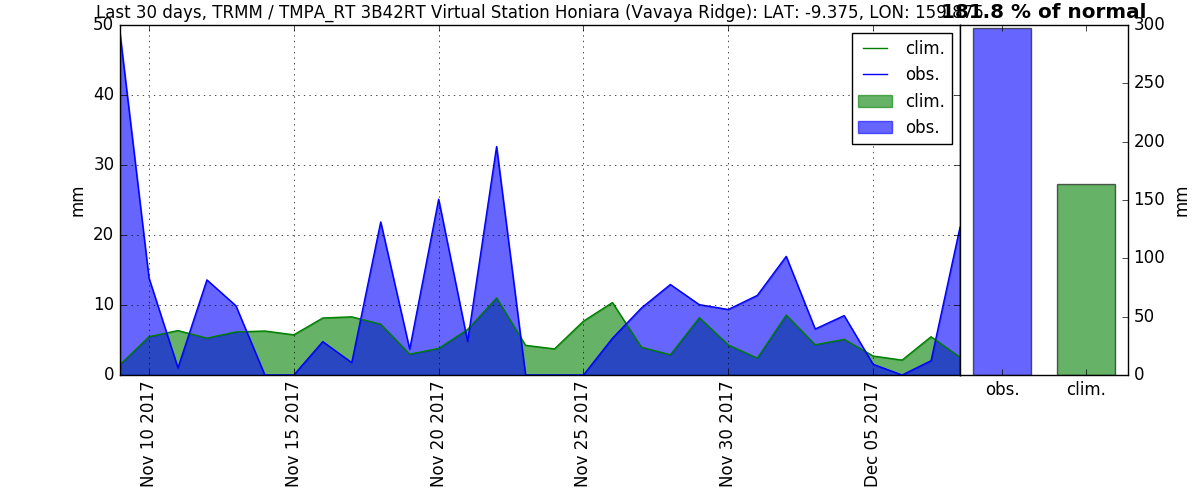 Last 30 days, TRMM / TMPA_RT 3B42RT Virtual Station Honiara (Vavaya Ridge): LAT: -9.375, LON:
181.8 % of normal
50
40
30
20
10
0
mm
clim.
obs.
clim.
obs.
Nov 10 2017
Nov 15 2017
Nov 20 2017
Nov 25 2017
Nov 30 2017
Dec 05 2017
300
250
200
150
100
50
0
mm
obs.
clim.